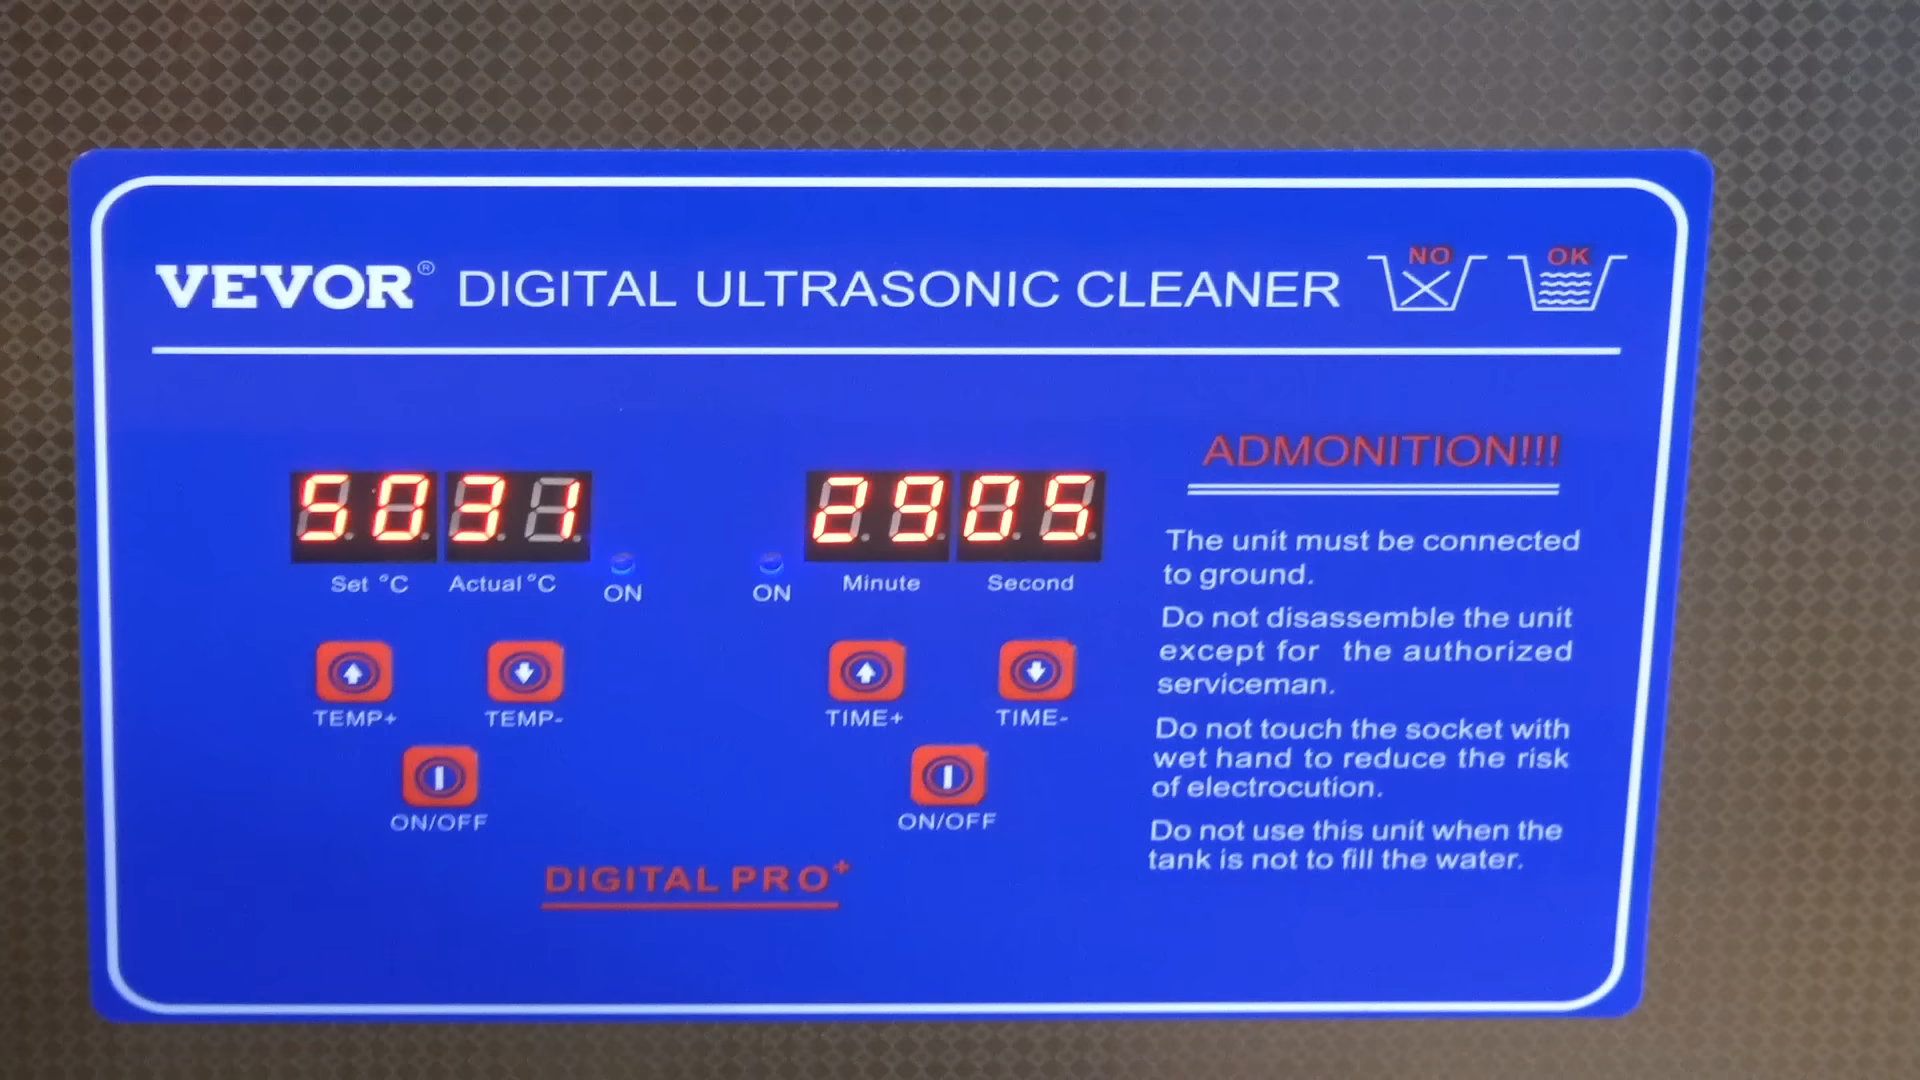 VEVOR® DIGITAL ULTRASONIC CLEANER
NO
OK
5031
2905
Set °C
Actual °C
ON
ON
Minute
Second
TEMP+
TEMP-
TIME+
TIME-
ON/OFF
ON/OFF
DIGITAL PRO+
ADMONITION!!!
The unit must be connected
to ground.
Do not disassemble the unit
except for the authorized
serviceman.
Do not touch the socket with
wet hand to reduce the risk
of electrocution.
Do not use this unit when the
tank is not to fill the water.